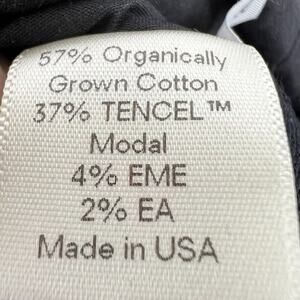 57% Organically
Grown Cotton
37% TENCEL™
Modal
4% EME
2% EA
Made in USA